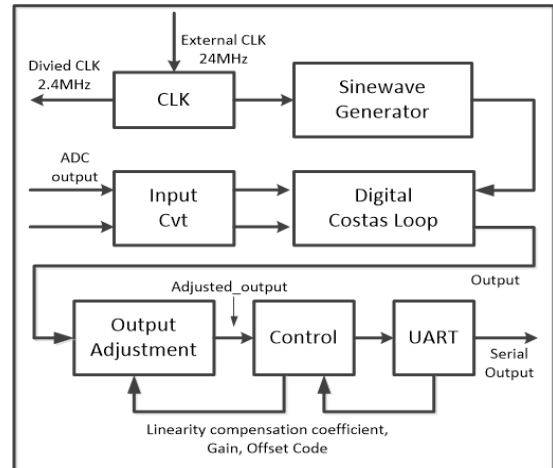 External CLK
24MHz
Divied CLK
2.4MHz
CLK
Sinewave
Generator
ADC
output
Input
Cvt
Digital
Costas Loop
Output
Adjusted_output
Output
Adjustment
Control
UART
Serial
Output
Linearity compensation coefficient,
Gain, Offset Code